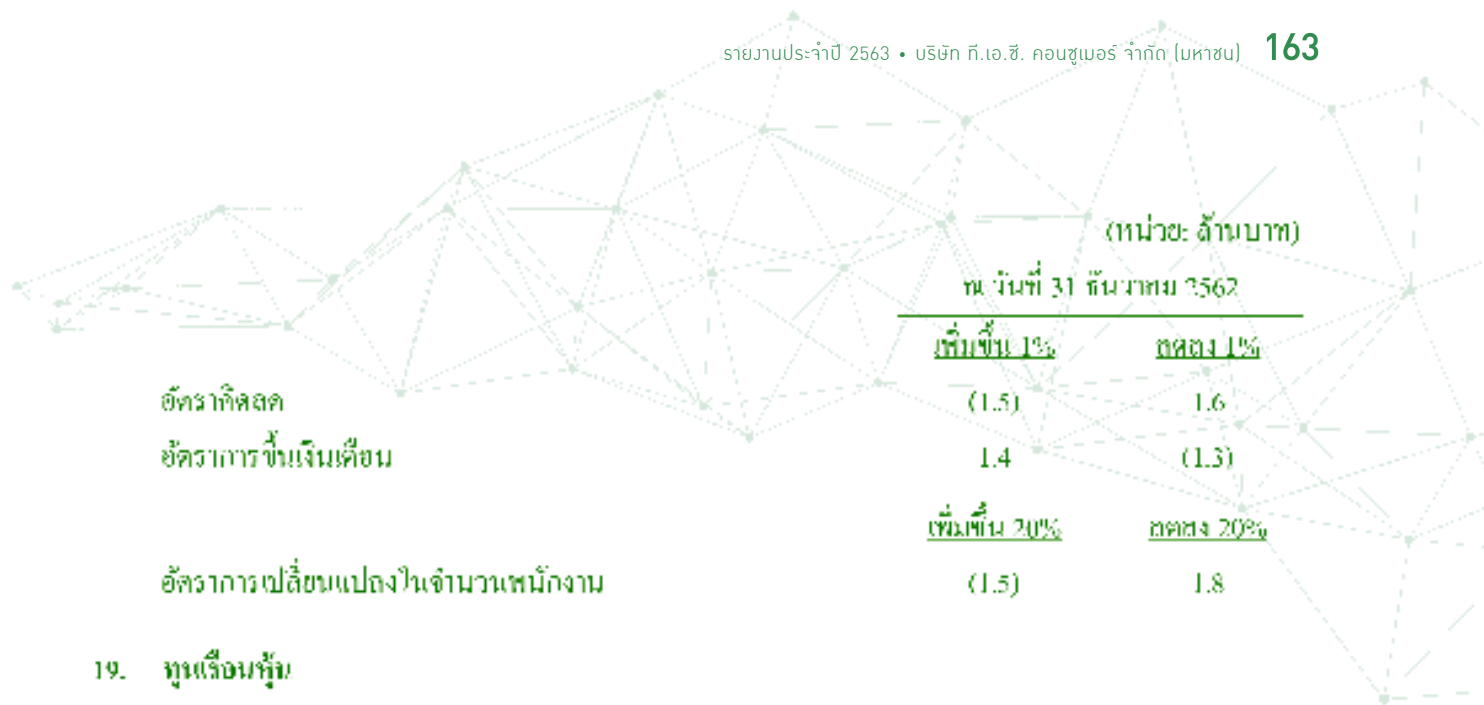 รายงานประจำปี 2563 • บริษัท ที.เอ.ซี. คอนซูเมอร์ จำกัด (มหาชน) 163
(หน่วย: ล้านบาท)
ณ วันที่ 31 ธันวาคม 2562
เพิ่มขึ้น 1% ลดลง 1%
อัตราคิดลด (1.5) 1.6
อัตราการขึ้นเงินเดือน 1.4 (1.3)
เพิ่มขึ้น 20% ลดลง 20%
อัตราการเปลี่ยนแปลงในจำนวนพนักงาน (1.5) 1.8
19. ทุนเรือนหุ้น